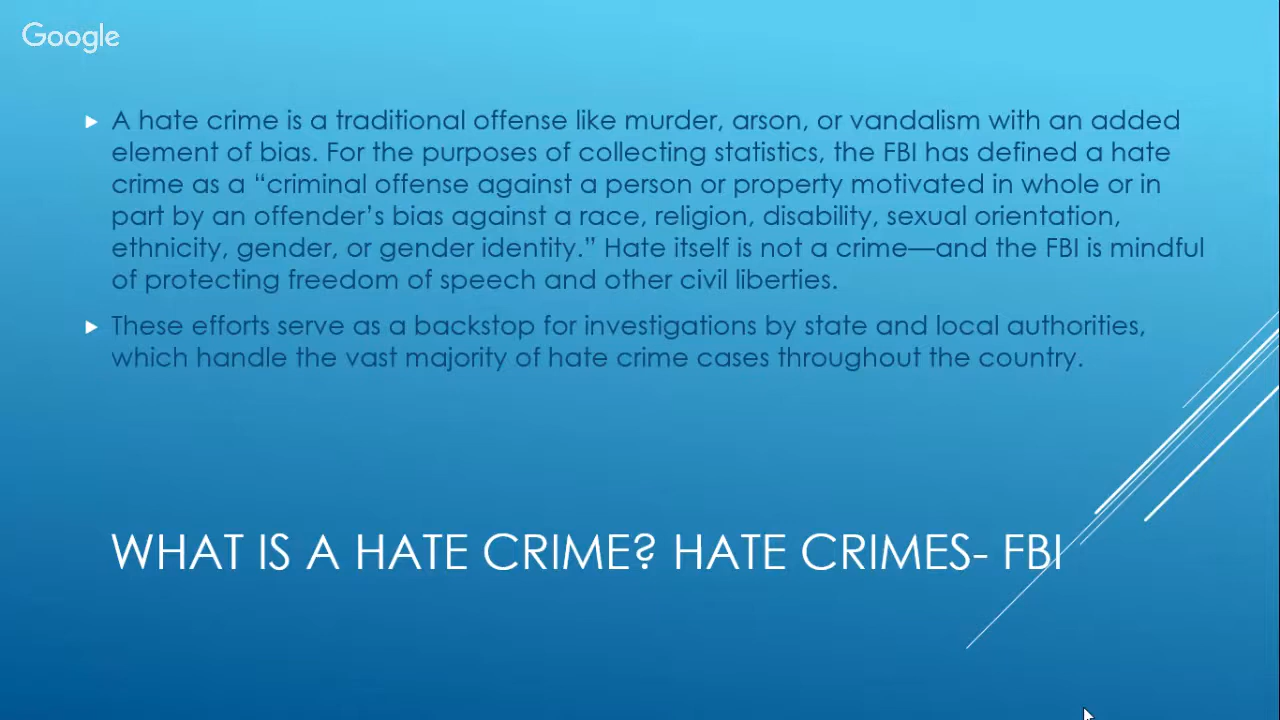 Google
A hate crime is a traditional offense like murder, arson, or vandalism with an added
element of bias. For the purposes of collecting statistics, the FBI has defined a hate
crime as a “criminal offense against a person or property motivated in whole or in
part by an offender’s bias against a race, religion, disability, sexual orientation,
ethnicity, gender, or gender identity.” Hate itself is not a crime—and the FBI is mindful
of protecting freedom of speech and other civil liberties.
These efforts serve as a backstop for investigations by state and local authorities,
which handle the vast majority of hate crime cases throughout the country.
WHAT IS A HATE CRIME? HATE CRIMES- FBI